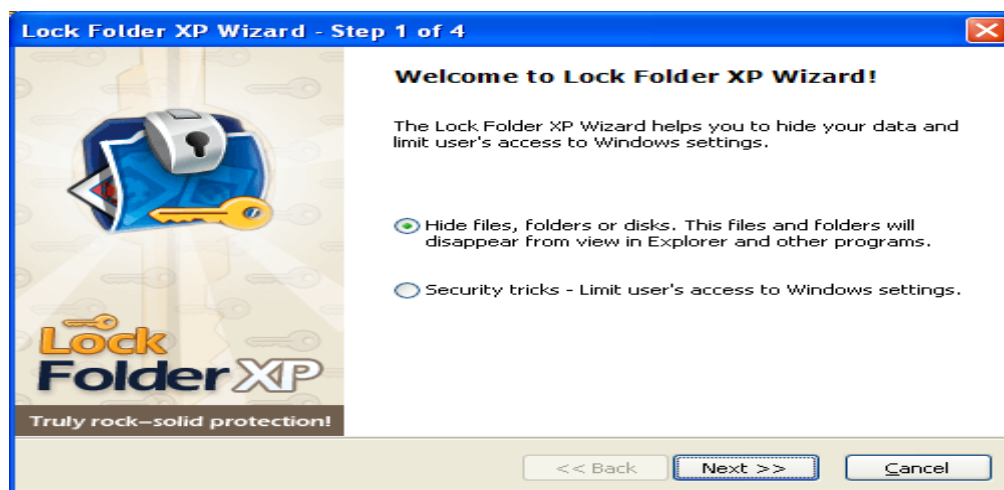 Lock Folder XP Wizard - Step 1 of 4
Welcome to Lock Folder XP Wizard!
The Lock Folder XP Wizard helps you to hide your data and
limit user's access to Windows settings.
Hide files, folders or disks. This files and folders will
disappear from view in Explorer and other programs.
Security tricks - Limit user's access to Windows settings.
Lock
Folder XP
Truly rock-solid protection!
<< Back
Next >>
Cancel